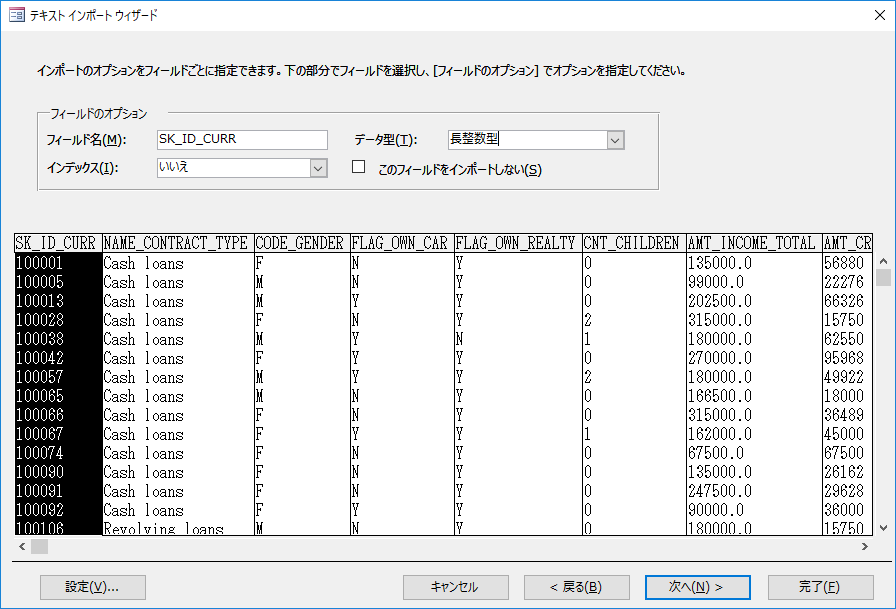 テキスト インポート ウィザード
インポートのオプションをフィールドごとに指定できます。下の部分でフィールドを選択し、[フィールドのオプション] でオプションを指定してください。
フィールドのオプション
フィールド名(M): SK_ID_CURR データ型(T): 長整数型
インデックス(I): いいえ このフィールドをインポートしない(S)
SK_ID_CURR NAME_CONTRACT_TYPE CODE_GENDER FLAG_OWN_CAR FLAG_OWN_REALTY CNT_CHILDREN AMT_INCOME_TOTAL AMT_CR
100001 Cash loans F N Y 0 135000.0 56880
100005 Cash loans M N Y 0 99000.0 22276
100013 Cash loans M Y Y 0 202500.0 66326
100028 Cash loans F N Y 2 315000.0 15750
100038 Cash loans M Y N 1 180000.0 62550
100042 Cash loans F Y Y 0 270000.0 95968
100057 Cash loans M Y Y 2 180000.0 49922
100065 Cash loans M N Y 0 166500.0 18000
100066 Cash loans F N Y 0 315000.0 36489
100067 Cash loans F Y Y 1 162000.0 45000
100074 Cash loans F N Y 0 67500.0 67500
100090 Cash loans F N Y 0 135000.0 26162
100091 Cash loans F N Y 0 247500.0 29628
100092 Cash loans F Y Y 0 90000.0 36000
100106 Revolving loans M N Y 0 180000.0 15750
設定(V)... キャンセル < 戻る(B) 次へ(N) > 完了(F)